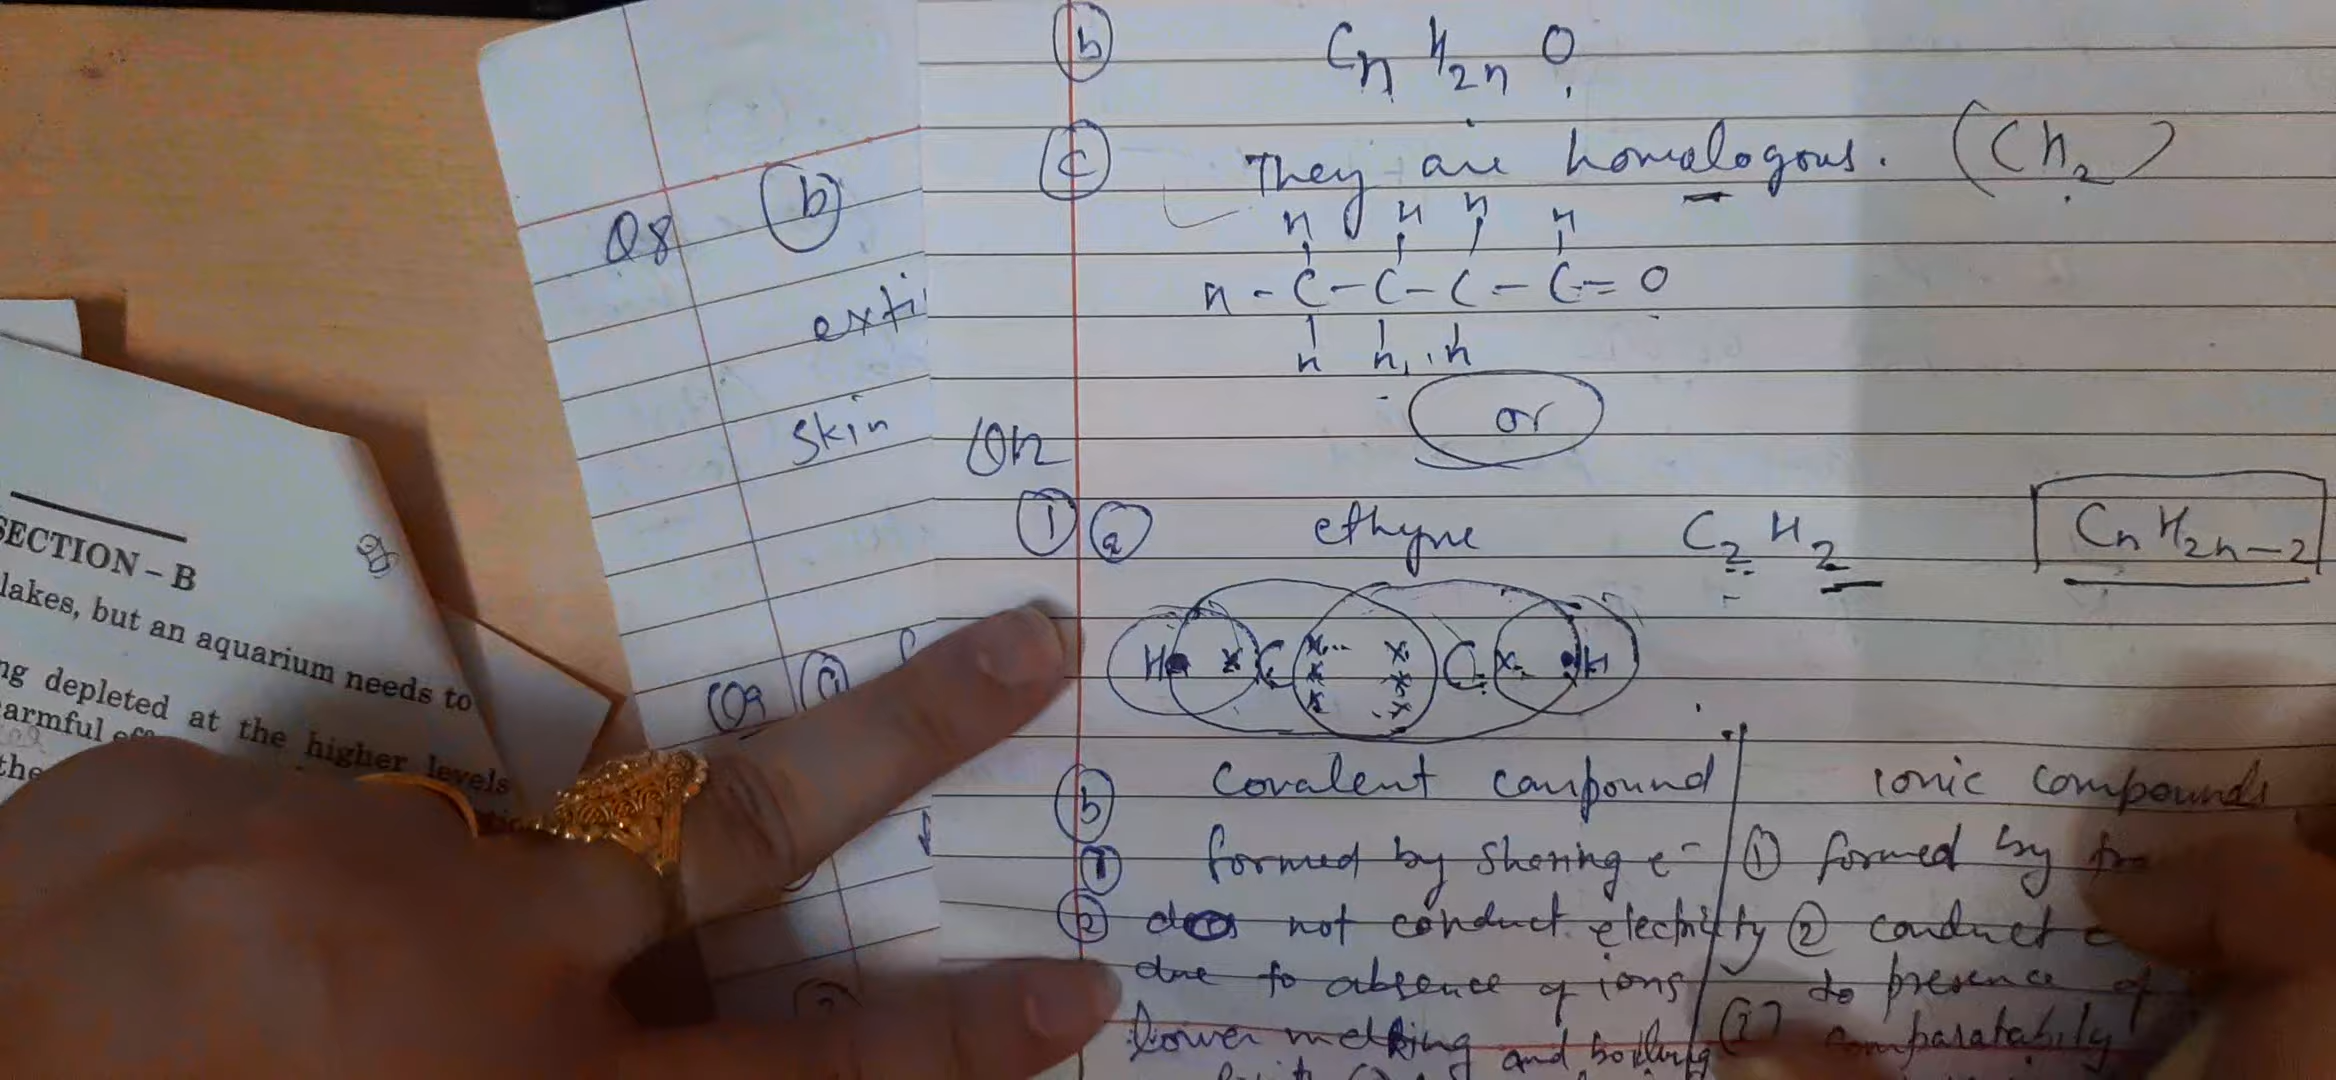 b CnH2nO
c They are homologous. (CH2)
H H H H
H - C - C - C - C = O
H H H
or
① a ethyne C2H2 CnH2n-2
H x C C x H
b Covalent compound ionic compounds
① formed by sharing e- ① formed by
② does not conduct electricity ② conduct
due to absence of ions to presence of
lower melting and boiling
Q8 b
exti
Skin
Q9 a
SECTION – B
lakes, but an aquarium needs to
ng depleted at the higher levels
armful
the